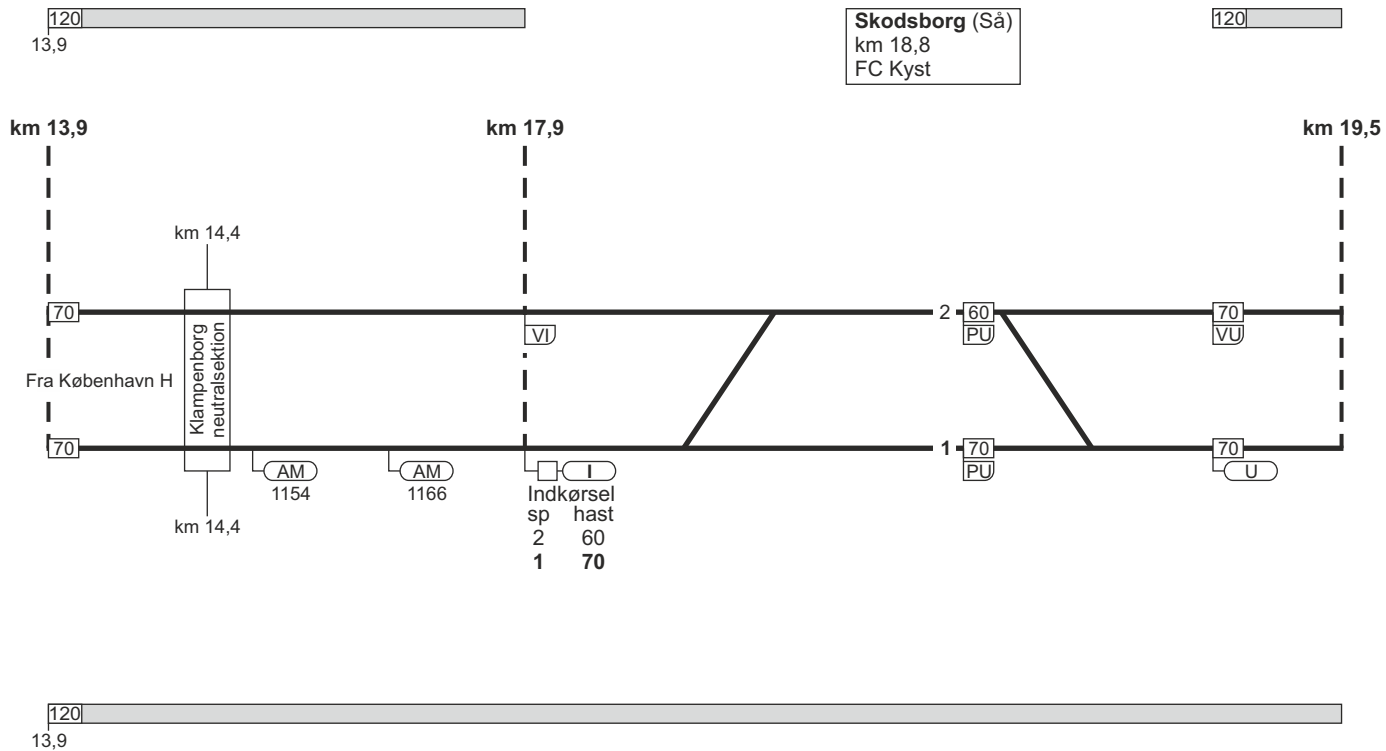 120
13,9
Skodsborg (Så)
km 18,8
FC Kyst
120
km 13,9
km 17,9
km 19,5
km 14,4
70
2
60
70
VI
PU
VU
Fra København H
Klampenborg
neutralsektion
70
1
70
70
AM
1154
AM
1166
I
PU
U
Indkørsel
sp hast
2 60
1 70
km 14,4
120
13,9